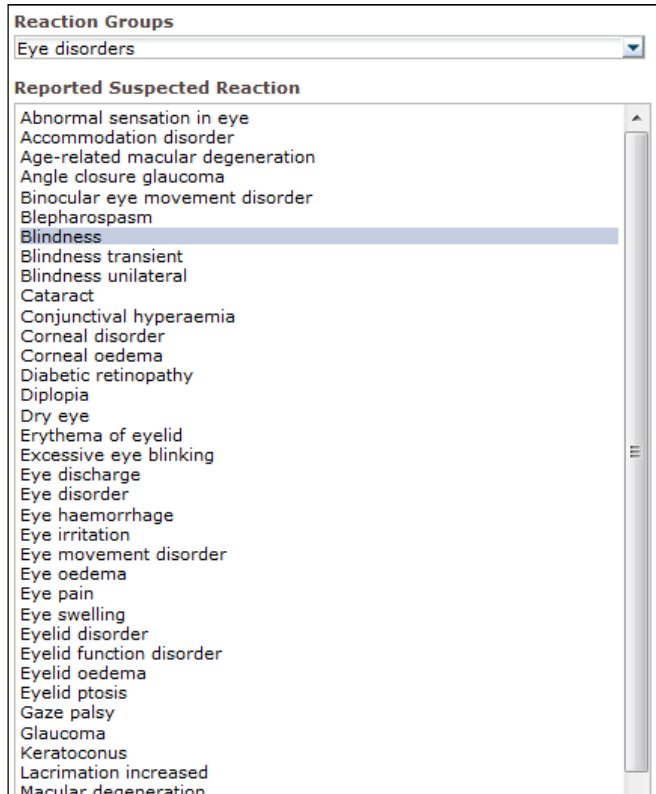 Reaction Groups
Eye disorders
Reported Suspected Reaction
Abnormal sensation in eye
Accommodation disorder
Age-related macular degeneration
Angle closure glaucoma
Binocular eye movement disorder
Blepharospasm
Blindness
Blindness transient
Blindness unilateral
Cataract
Conjunctival hyperaemia
Corneal disorder
Corneal oedema
Diabetic retinopathy
Diplopia
Dry eye
Erythema of eyelid
Excessive eye blinking
Eye discharge
Eye disorder
Eye haemorrhage
Eye irritation
Eye movement disorder
Eye oedema
Eye pain
Eye swelling
Eyelid disorder
Eyelid function disorder
Eyelid oedema
Eyelid ptosis
Gaze palsy
Glaucoma
Keratoconus
Lacrimation increased
Macular degeneration